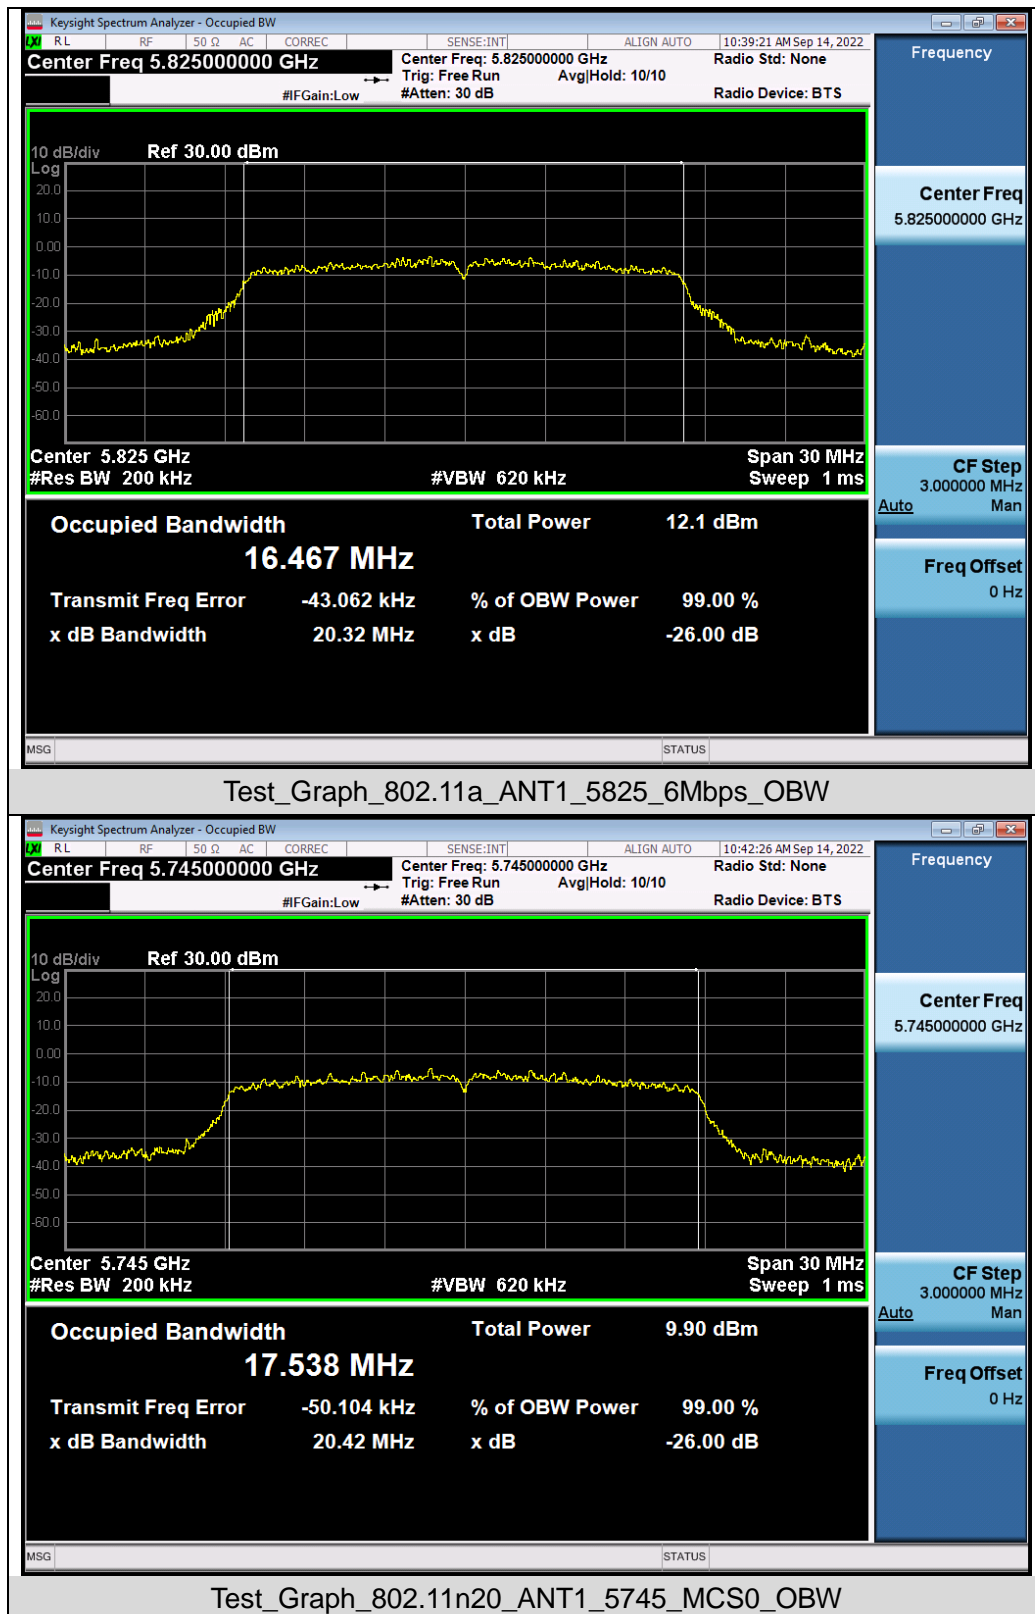 Keysight Spectrum Analyzer - Occupied BW
LXI RL RF 50 Ω AC CORREC SENSE:INT ALIGN AUTO 10:39:21 AM Sep 14, 2022
Center Freq 5.825000000 GHz
Center Freq: 5.825000000 GHz
Radio Std: None
Trig: Free Run Avg|Hold: 10/10
#IFGain:Low
#Atten: 30 dB
Radio Device: BTS
Frequency
10 dB/div Ref 30.00 dBm
Log
20.0
10.0
0.00
-10.0
-20.0
-30.0
-40.0
-50.0
-60.0
Center Freq
5.825000000 GHz
Center 5.825 GHz Span 30 MHz
#Res BW 200 kHz #VBW 620 kHz Sweep 1 ms
CF Step
3.000000 MHz
Auto Man
Occupied Bandwidth Total Power 12.1 dBm
16.467 MHz
Freq Offset
0 Hz
Transmit Freq Error -43.062 kHz % of OBW Power 99.00 %
x dB Bandwidth 20.32 MHz x dB -26.00 dB
MSG STATUS
Test_Graph_802.11a_ANT1_5825_6Mbps_OBW
Keysight Spectrum Analyzer - Occupied BW
LXI RL RF 50 Ω AC CORREC SENSE:INT ALIGN AUTO 10:42:26 AM Sep 14, 2022
Center Freq 5.745000000 GHz
Center Freq: 5.745000000 GHz
Radio Std: None
Trig: Free Run Avg|Hold: 10/10
#IFGain:Low
#Atten: 30 dB
Radio Device: BTS
Frequency
10 dB/div Ref 30.00 dBm
Log
20.0
10.0
0.00
-10.0
-20.0
-30.0
-40.0
-50.0
-60.0
Center Freq
5.745000000 GHz
Center 5.745 GHz Span 30 MHz
#Res BW 200 kHz #VBW 620 kHz Sweep 1 ms
CF Step
3.000000 MHz
Auto Man
Occupied Bandwidth Total Power 9.90 dBm
17.538 MHz
Freq Offset
0 Hz
Transmit Freq Error -50.104 kHz % of OBW Power 99.00 %
x dB Bandwidth 20.42 MHz x dB -26.00 dB
MSG STATUS
Test_Graph_802.11n20_ANT1_5745_MCS0_OBW